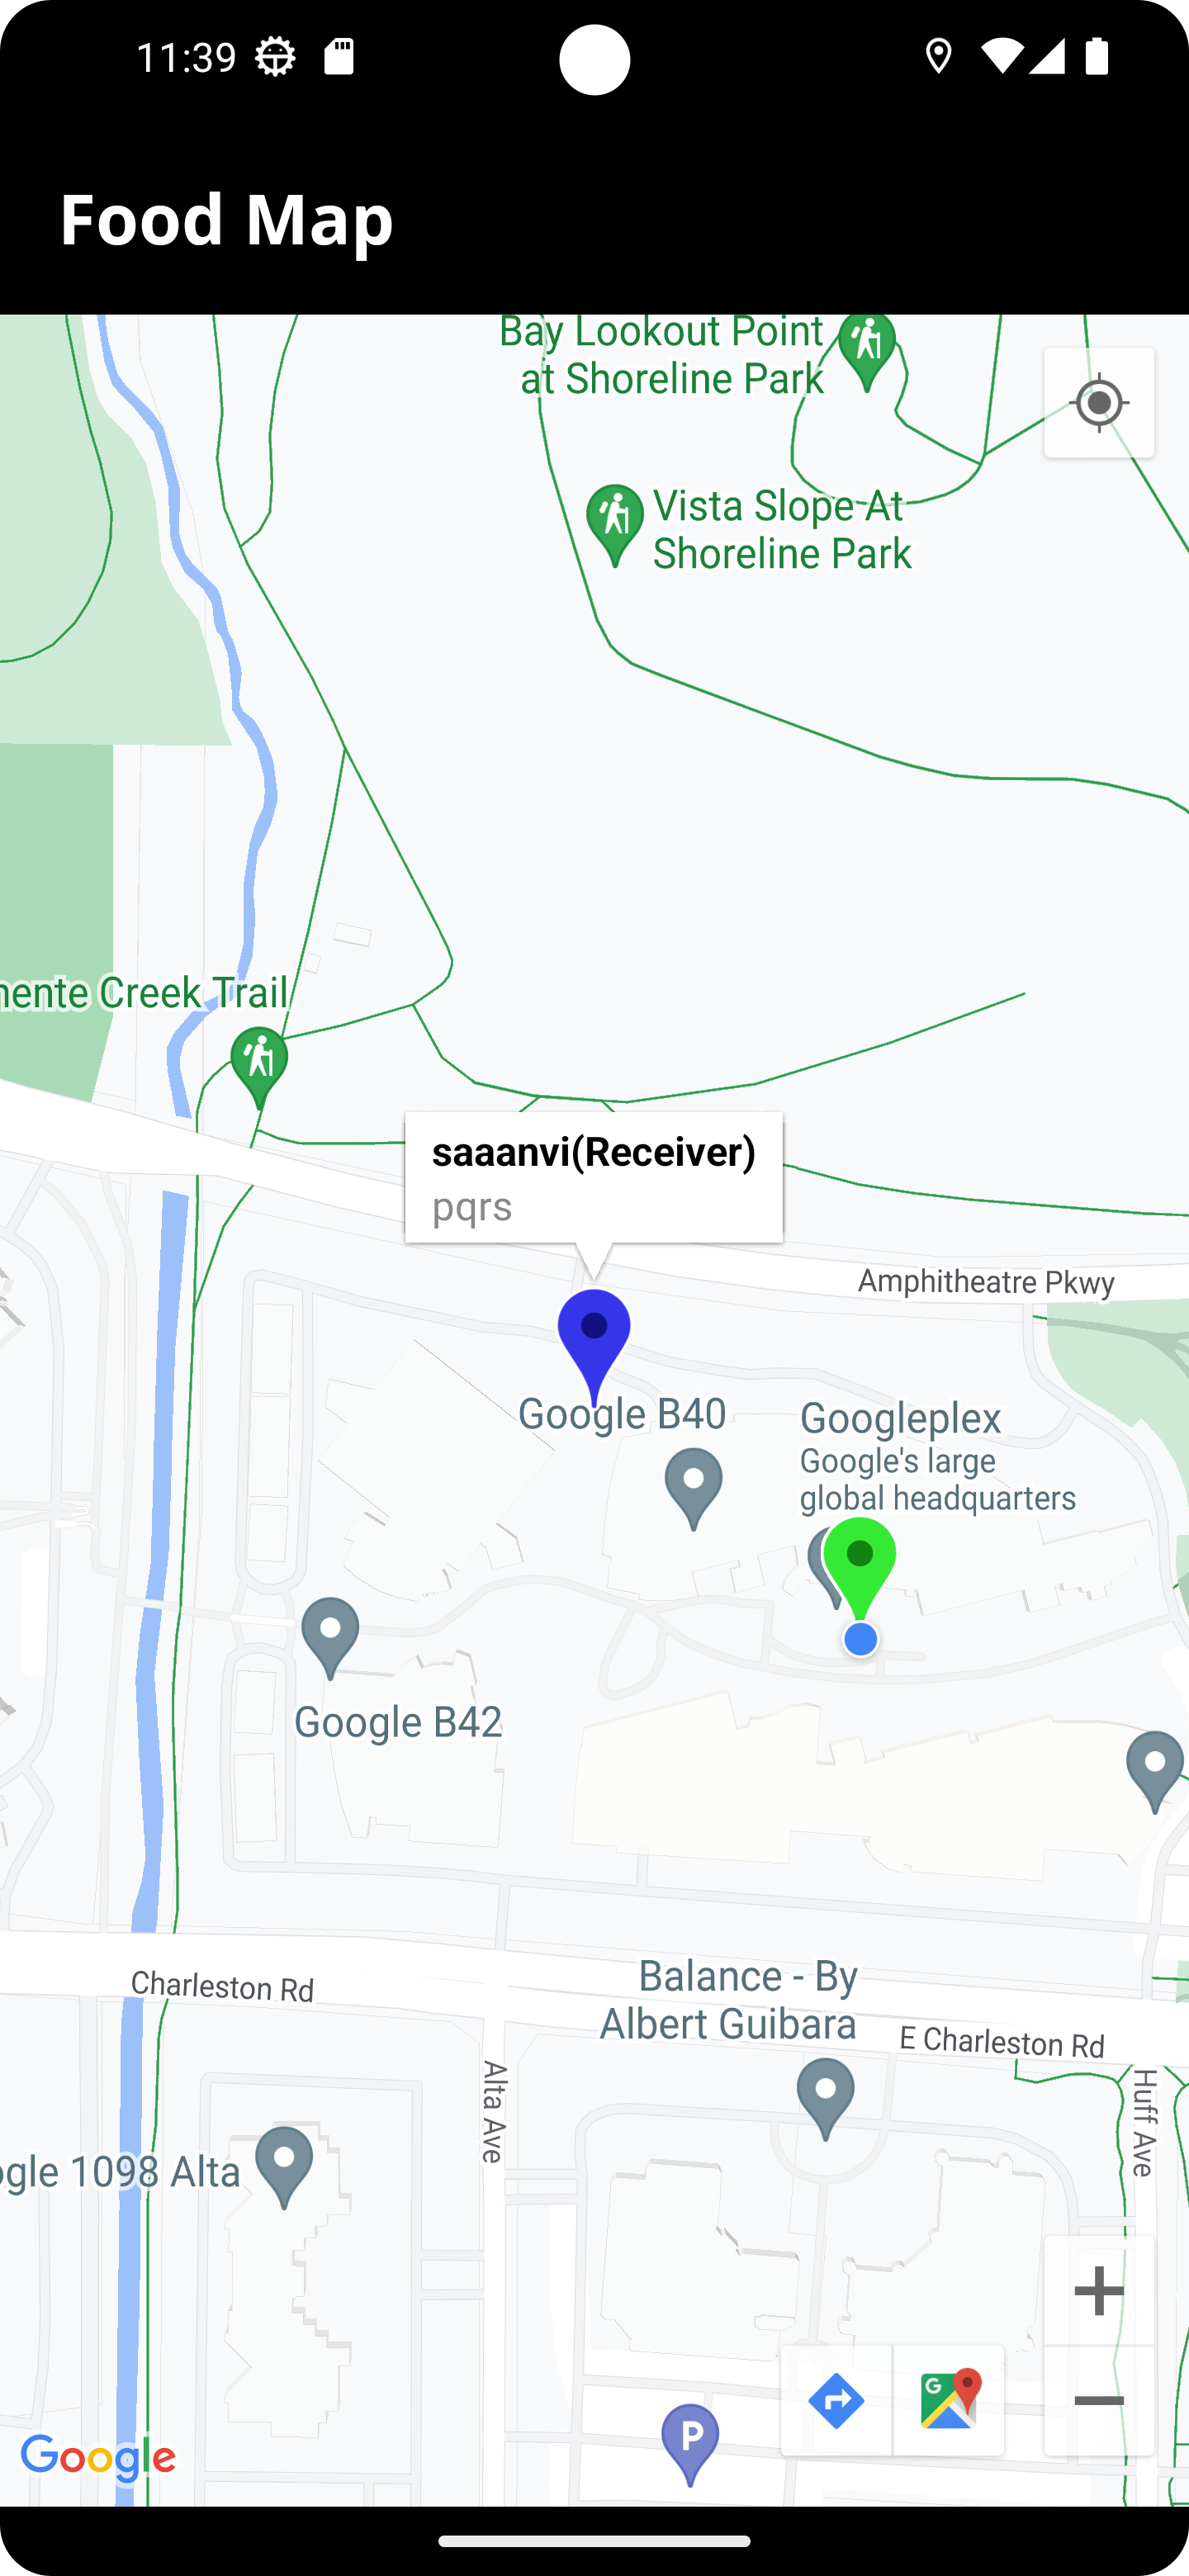 11:39
Food Map
Bay Lookout Point
at Shoreline Park
Vista Slope At
Shoreline Park
Creek Trail
saaanvi(Receiver)
pqrs
Amphitheatre Pkwy
Google B40
Googleplex
Google's large
global headquarters
Google B42
Charleston Rd
Balance - By
Albert Guibara
E Charleston Rd
Alta Ave
Huff Ave
1098 Alta
G
P
Google